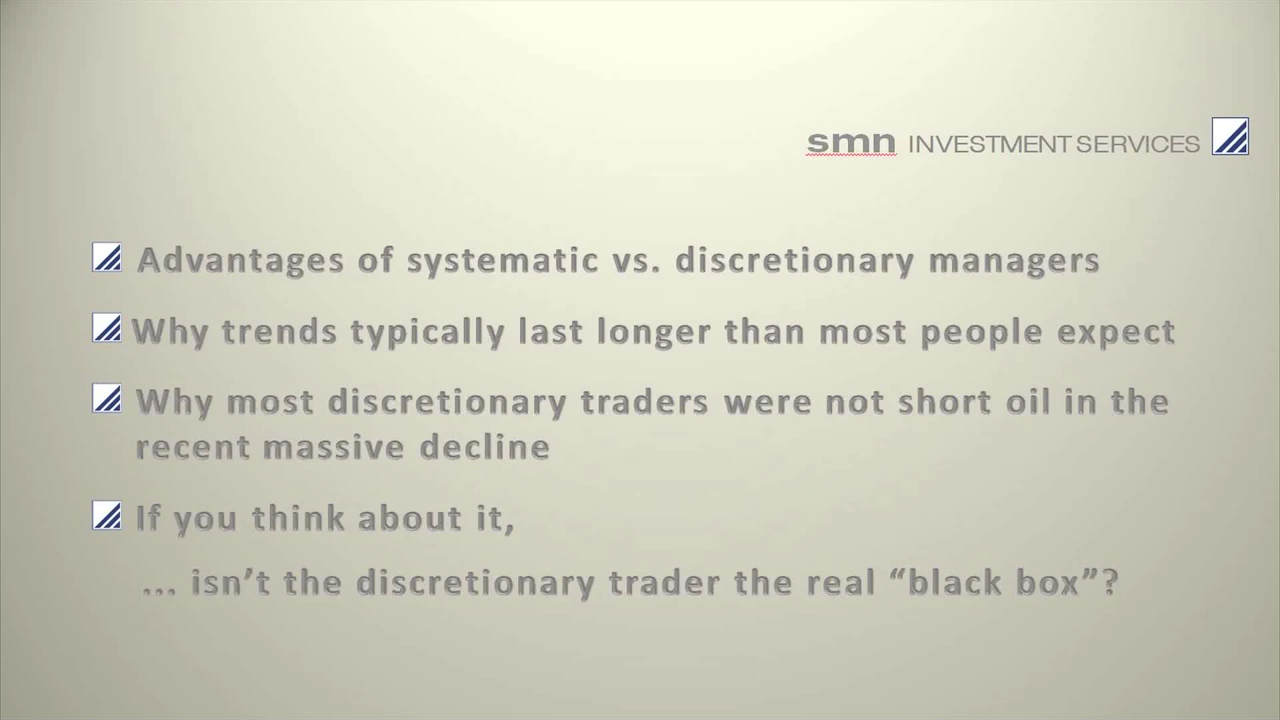 smn INVESTMENT SERVICES
Advantages of systematic vs. discretionary managers
Why trends typically last longer than most people expect
Why most discretionary traders were not short oil in the
recent massive decline
If you think about it,
... isn’t the discretionary trader the real “black box”?